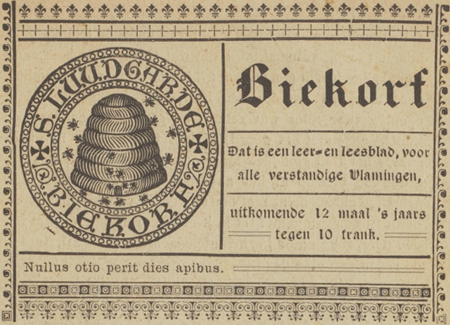 S. LUUDGARDE
BIEKORF
Biekorf
Dat is een leer- en leesblad, voor
alle verstandige Vlamingen,
uitkomende 12 maal 's jaars
tegen 10 frank.
Nullus otio perit dies apibus.